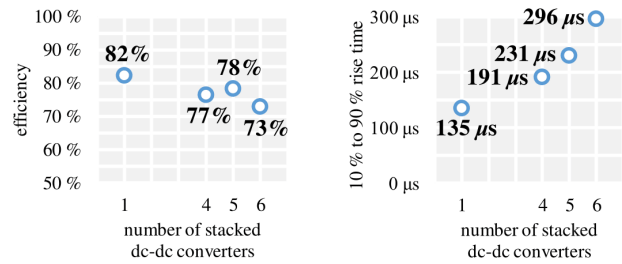 100 %
90 %
80 %
70 %
60 %
50 %
efficiency
82%
77%
78%
73%
1 4 5 6
number of stacked
dc-dc converters
300 µs
200 µs
100 µs
0 µs
10 % to 90 % rise time
135 µs
191 µs
231 µs
296 µs
1 4 5 6
number of stacked
dc-dc converters